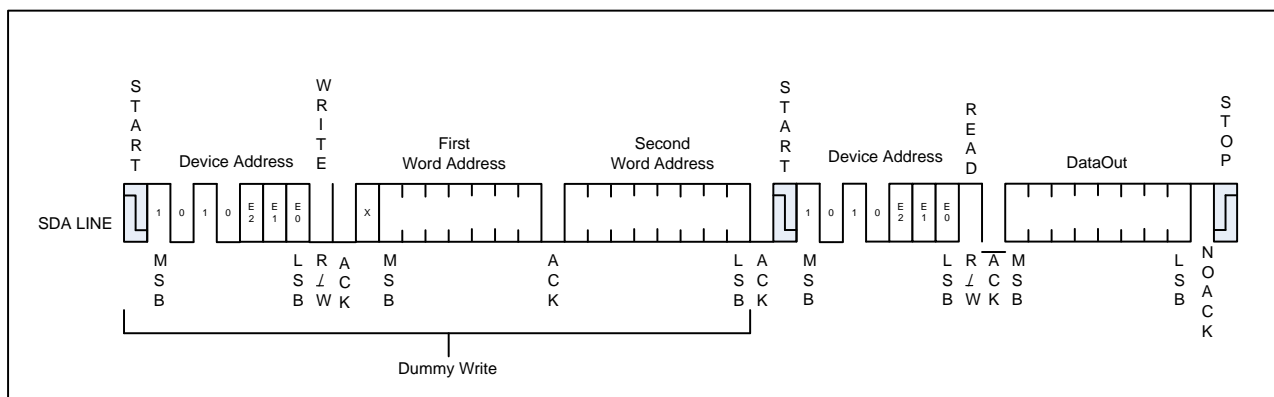 START
WRITE
START
READ
STOP
Device Address
First
Word Address
Second
Word Address
Device Address
DataOut
SDA LINE
1
0
1
0
E2
E1
E0
X
1
0
1
0
E2
E1
E0
MSB
LSB
R/W
ACK
MSB
ACK
LSB
ACK
MSB
LSB
R/W
ACK
MSB
LSB
NOACK
Dummy Write